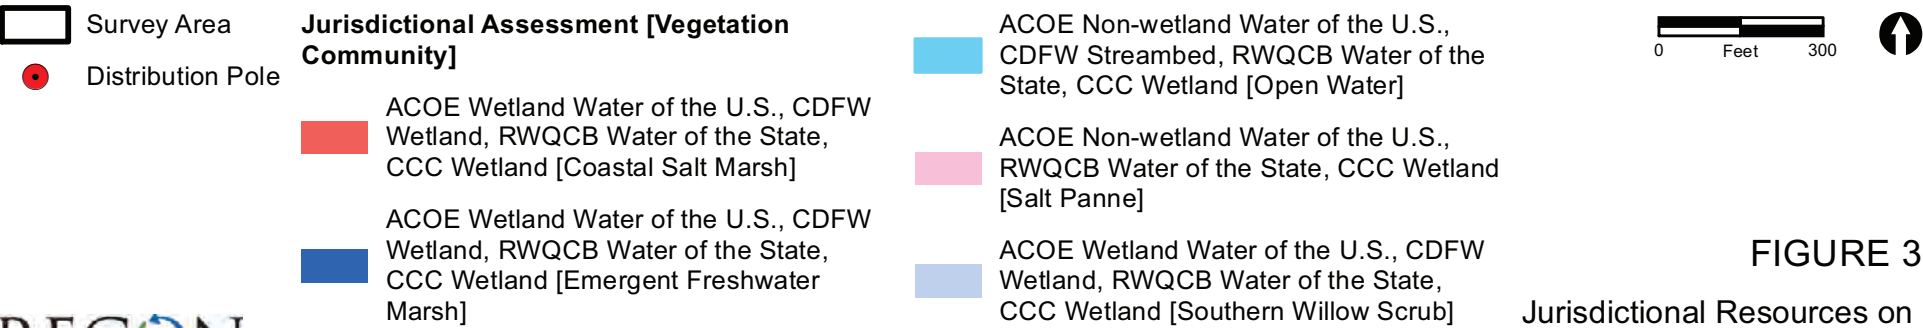 Survey Area
Distribution Pole
Jurisdictional Assessment [Vegetation
Community]
ACOE Wetland Water of the U.S., CDFW
Wetland, RWQCB Water of the State,
CCC Wetland [Coastal Salt Marsh]
ACOE Wetland Water of the U.S., CDFW
Wetland, RWQCB Water of the State,
CCC Wetland [Emergent Freshwater
Marsh]
ACOE Non-wetland Water of the U.S.,
CDFW Streambed, RWQCB Water of the
State, CCC Wetland [Open Water]
ACOE Non-wetland Water of the U.S.,
RWQCB Water of the State, CCC Wetland
[Salt Panne]
ACOE Wetland Water of the U.S., CDFW
Wetland, RWQCB Water of the State,
CCC Wetland [Southern Willow Scrub]
0 Feet 300
FIGURE 3
Jurisdictional Resources on
RECON